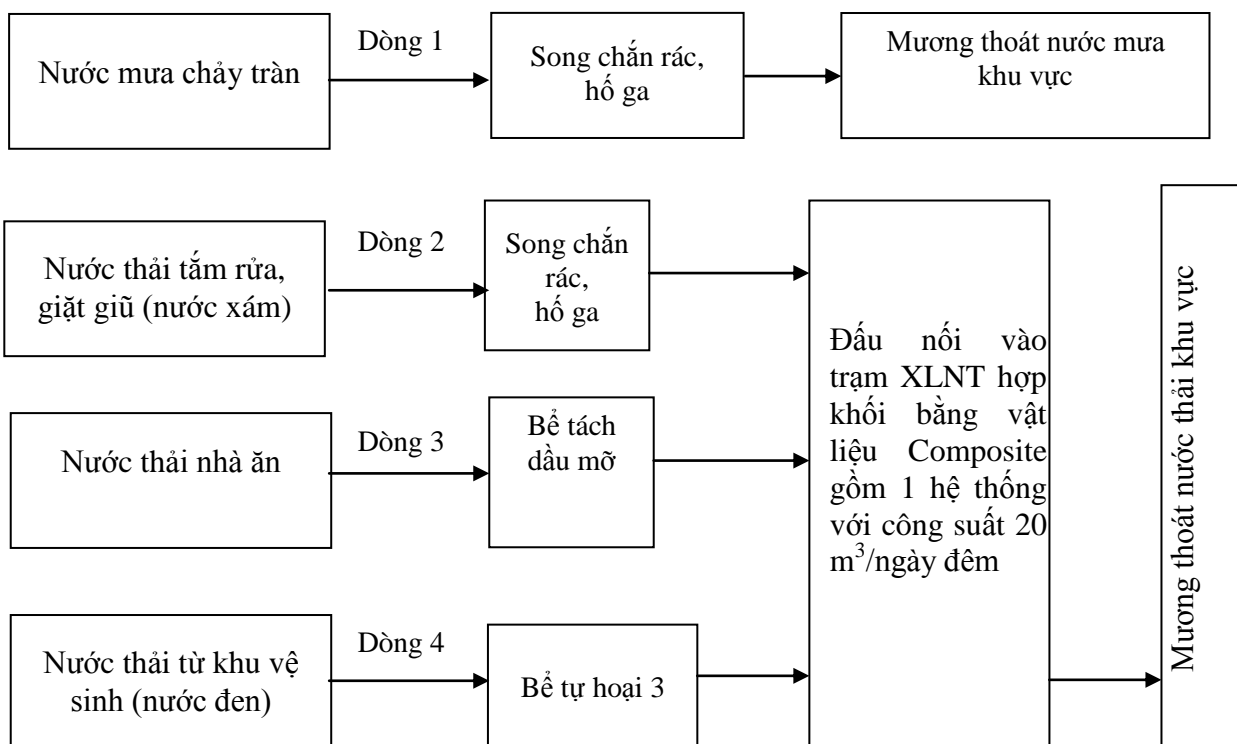 Nước mưa chảy tràn
Dòng 1
Song chắn rác,
hố ga
Mương thoát nước mưa
khu vực
Nước thải tắm rửa,
giặt giũ (nước xám)
Dòng 2
Song chắn
rác,
hố ga
Nước thải nhà ăn
Dòng 3
Bể tách
dầu mỡ
Nước thải từ khu vệ
sinh (nước đen)
Dòng 4
Bể tự hoại 3
Đấu nối vào
trạm XLNT hợp
khối bằng vật
liệu Composite
gồm 1 hệ thống
với công suất 20
m³/ngày đêm
Mương thoát nước thải khu vực